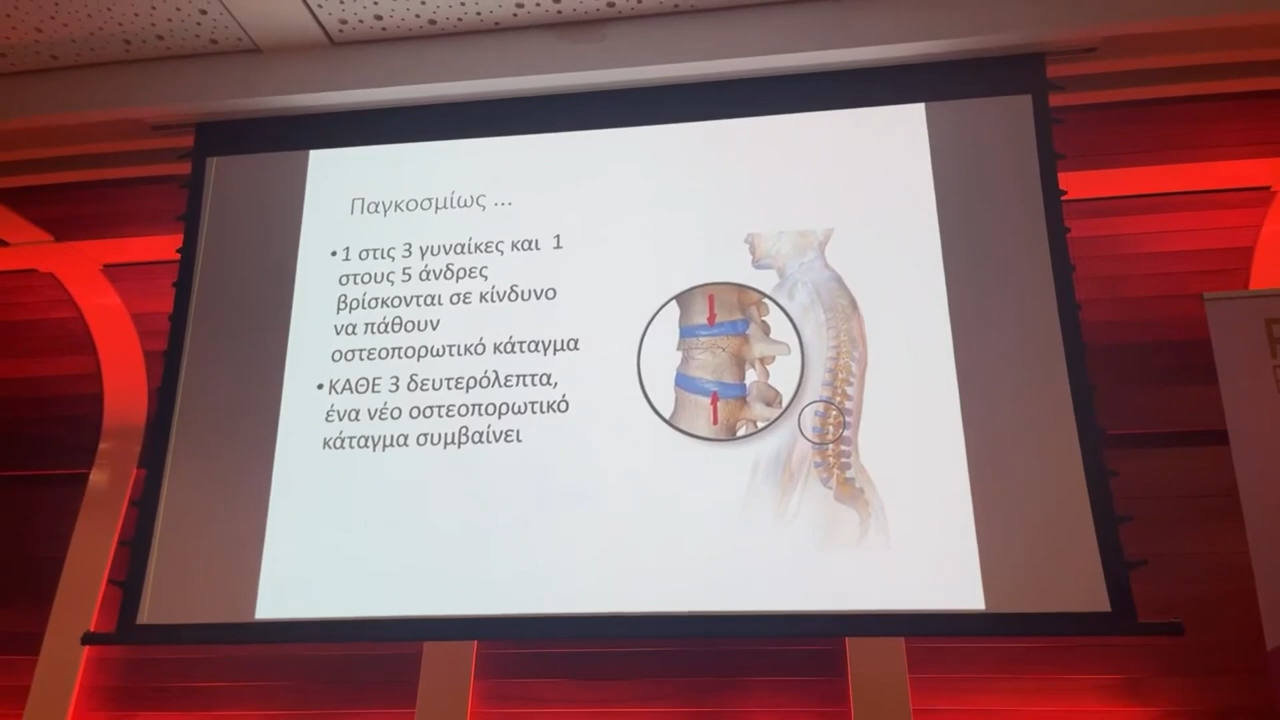 Παγκοσμίως ...
•1 στις 3 γυναίκες και 1
στους 5 άνδρες
βρίσκονται σε κίνδυνο
να πάθουν
οστεοπορωτικό κάταγμα
•ΚΑΘΕ 3 δευτερόλεπτα,
ένα νέο οστεοπορωτικό
κάταγμα συμβαίνει